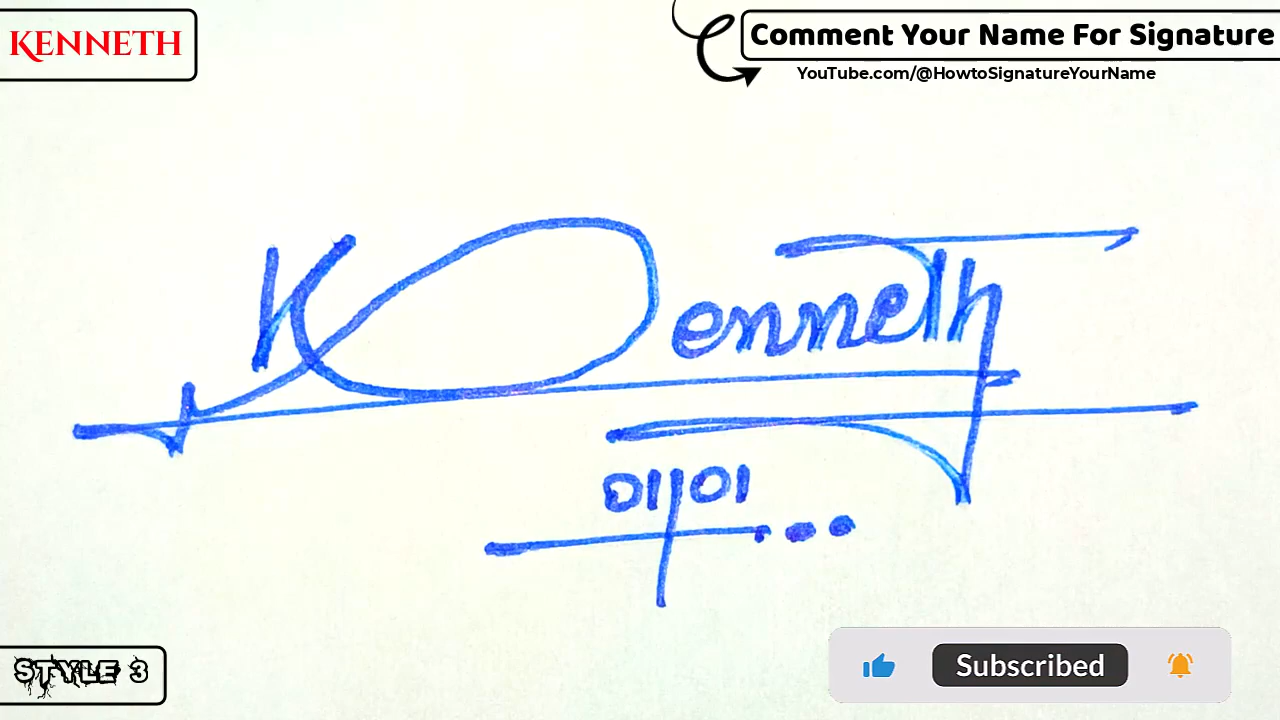 KENNETH
Comment Your Name For Signature
YouTube.com/@HowtoSignatureYourName
Kenneth
01|01
STYLE 3
Subscribed